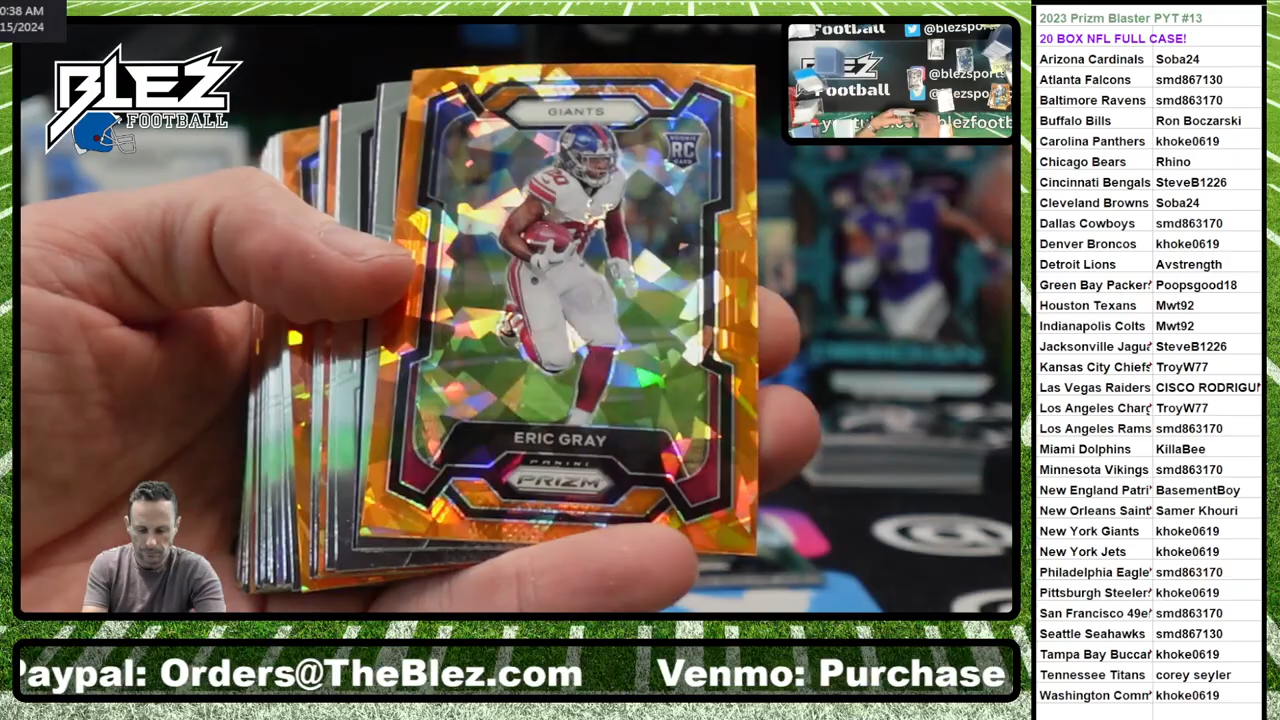 0:38 AM
15/2024
BLEZ
FOOTBALL
GIANTS
ROOKIE
RC
CARD
ERIC GRAY
PANINI
PRIZM
Football @blezsport
BLEZ @blezsports
Football @blezspo
youtube.com blezfootb
Paypal: Orders@TheBlez.com Venmo: Purchase
2023 Prizm Blaster PYT #13
20 BOX NFL FULL CASE!
Arizona Cardinals Soba24
Atlanta Falcons smd867130
Baltimore Ravens smd863170
Buffalo Bills Ron Boczarski
Carolina Panthers khoke0619
Chicago Bears Rhino
Cincinnati Bengals SteveB1226
Cleveland Browns Soba24
Dallas Cowboys smd863170
Denver Broncos khoke0619
Detroit Lions Avstrength
Green Bay Packers Poopsgood18
Houston Texans Mwt92
Indianapolis Colts Mwt92
Jacksonville Jagua SteveB1226
Kansas City Chiefs TroyW77
Las Vegas Raiders CISCO RODRIGU
Los Angeles Charg TroyW77
Los Angeles Rams smd863170
Miami Dolphins KillaBee
Minnesota Vikings smd863170
New England Patri BasementBoy
New Orleans Saint Samer Khouri
New York Giants khoke0619
New York Jets khoke0619
Philadelphia Eagle smd863170
Pittsburgh Steeler khoke0619
San Francisco 49e smd863170
Seattle Seahawks smd867130
Tampa Bay Buccar khoke0619
Tennessee Titans corey seyler
Washington Comm khoke0619